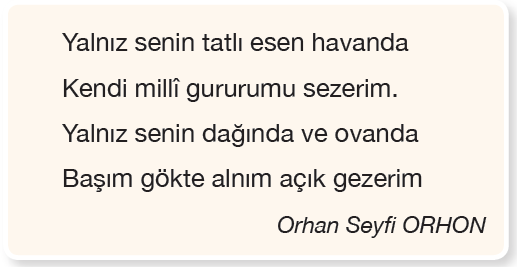 Yalnız senin tatlı esen havanda
Kendi millî gururumu sezerim.
Yalnız senin dağında ve ovanda
Başım gökte alnım açık gezerim
Orhan Seyfi ORHON